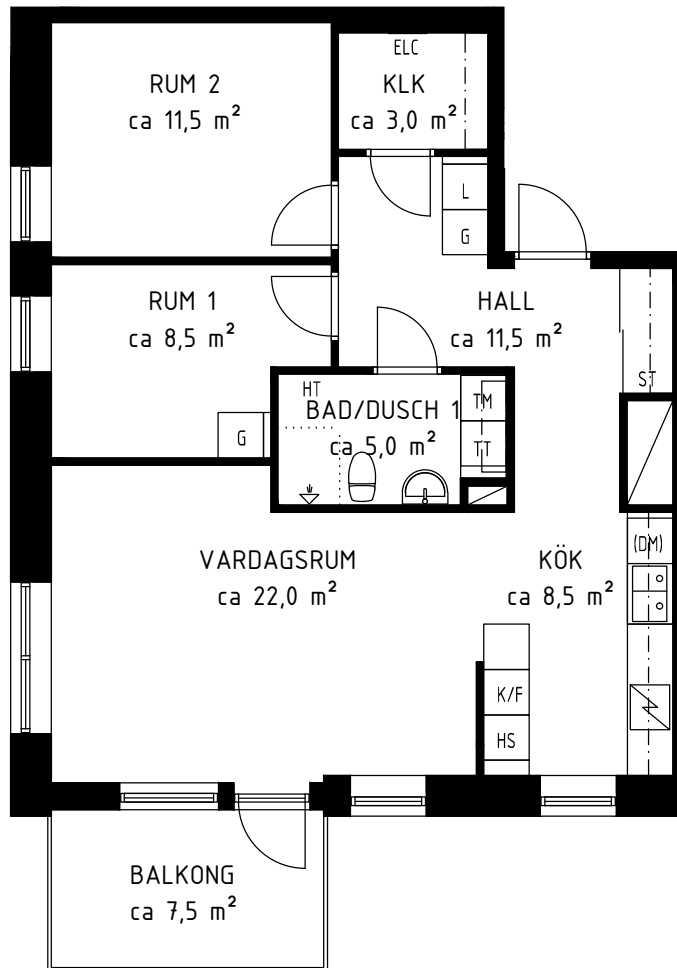 ELC
RUM 2
ca 11,5 m²
KLK
ca 3,0 m²
L
G
RUM 1
ca 8,5 m²
HALL
ca 11,5 m²
ST
HT
BAD/DUSCH 1
ca 5,0 m²
TM
TT
G
VARDAGSRUM
ca 22,0 m²
KÖK
ca 8,5 m²
(DM)
K/F
HS
BALKONG
ca 7,5 m²